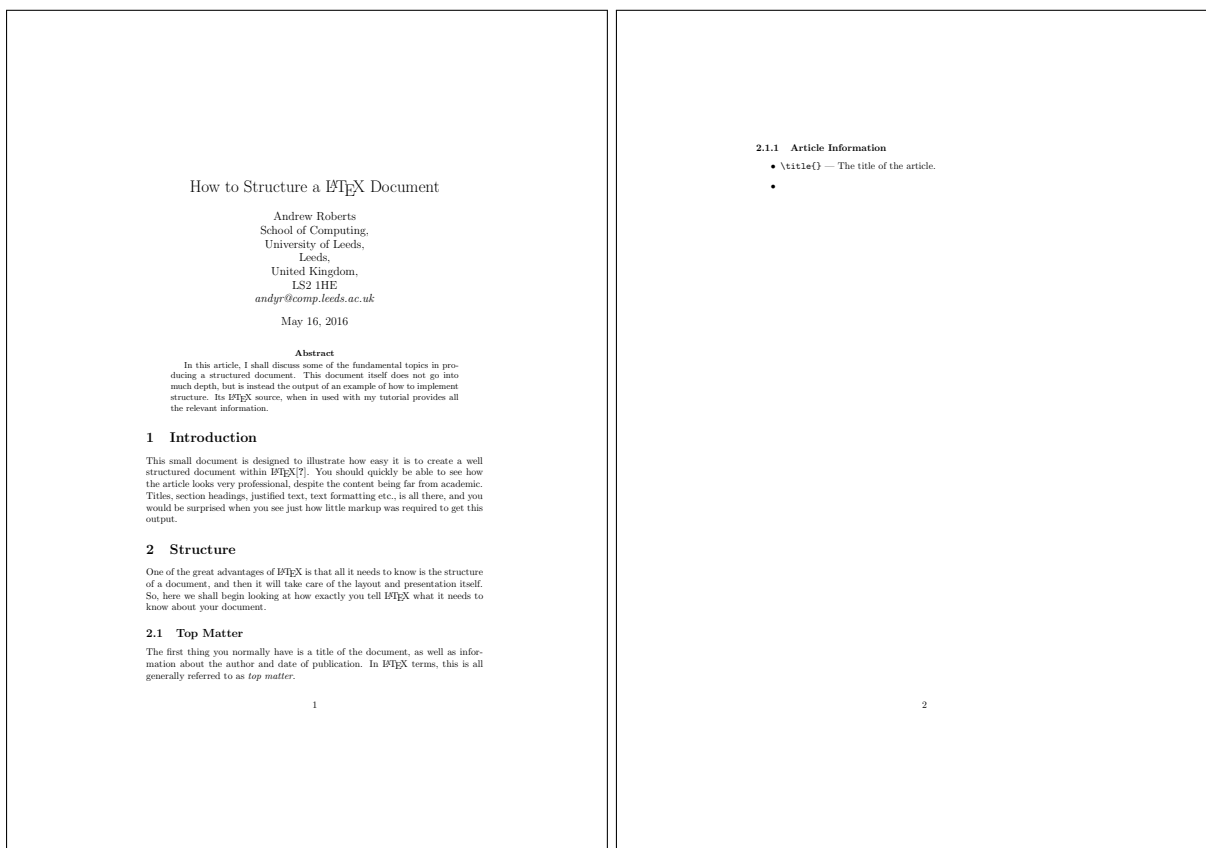 How to Structure a LATEX Document
Andrew Roberts
School of Computing,
University of Leeds,
Leeds,
United Kingdom,
LS2 1HE
andyr@comp.leeds.ac.uk
May 16, 2016
Abstract
In this article, I shall discuss some of the fundamental topics in pro-
ducing a structured document. This document itself does not go into
much depth, but is instead the output of an example of how to implement
structure. Its LATEX source, when in used with my tutorial provides all
the relevant information.
1 Introduction
This small document is designed to illustrate how easy it is to create a well
structured document within LATEX[?]. You should quickly be able to see how
the article looks very professional, despite the content being far from academic.
Titles, section headings, justified text, text formatting etc., is all there, and you
would be surprised when you see just how little markup was required to get this
output.
2 Structure
One of the great advantages of LATEX is that all it needs to know is the structure
of a document, and then it will take care of the layout and presentation itself.
So, here we shall begin looking at how exactly you tell LATEX what it needs to
know about your document.
2.1 Top Matter
The first thing you normally have is a title of the document, as well as infor-
mation about the author and date of publication. In LATEX terms, this is all
generally referred to as top matter.
1
2.1.1 Article Information
• \title{} — The title of the article.
•
2